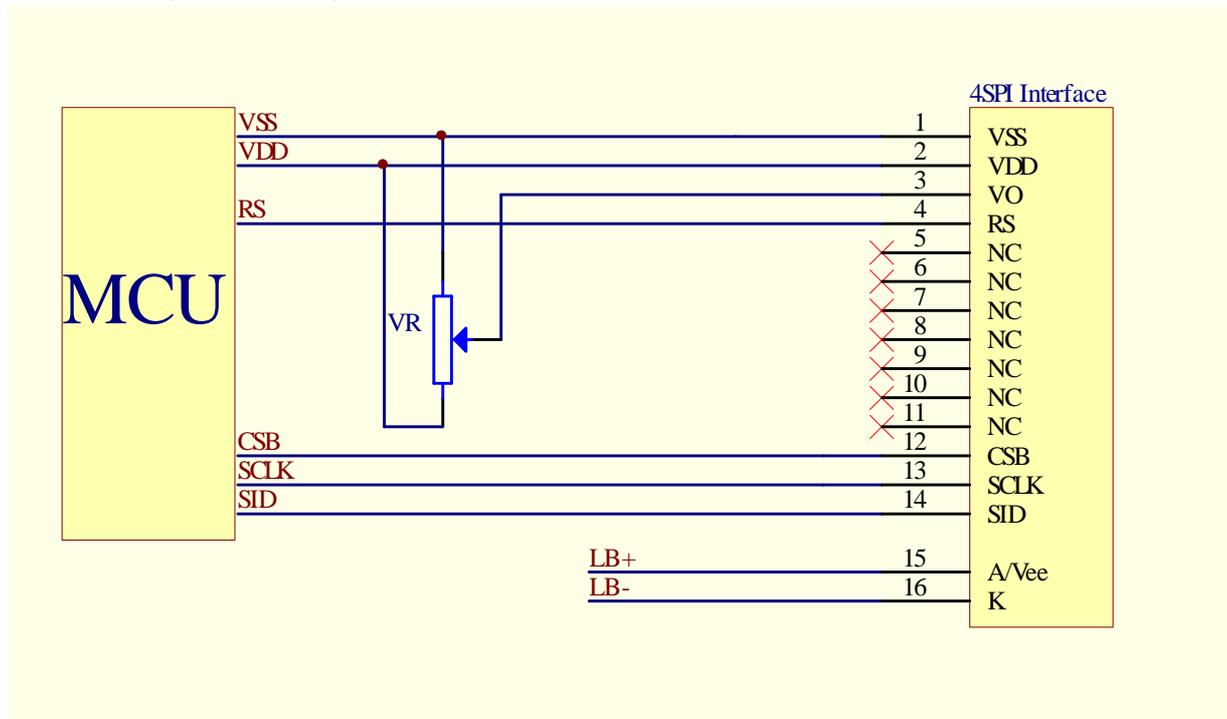 4SPI Interface
VSS 1 VSS
VDD 2 VDD
3 VO
RS 4 RS
5 NC
6 NC
7 NC
MCU
VR 8 NC
9 NC
10 NC
11 NC
CSB 12 CSB
SCLK 13 SCLK
SID 14 SID
LB+ 15 A/Vee
LB- 16 K